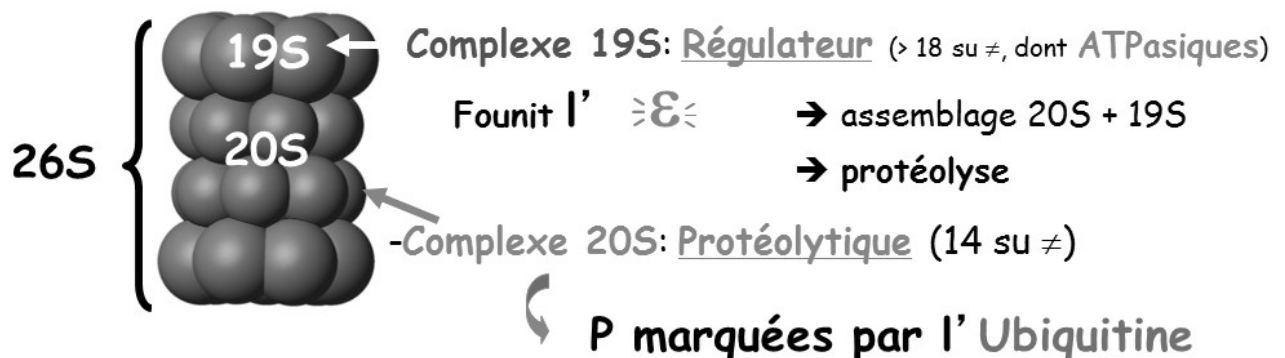 19S
Complexe 19S: Régulateur (> 18 su ≠, dont ATPasiques)
Founit l' ε ➔ assemblage 20S + 19S
20S
26S
➔ protéolyse
-Complexe 20S: Protéolytique (14 su ≠)
P marquées par l' Ubiquitine